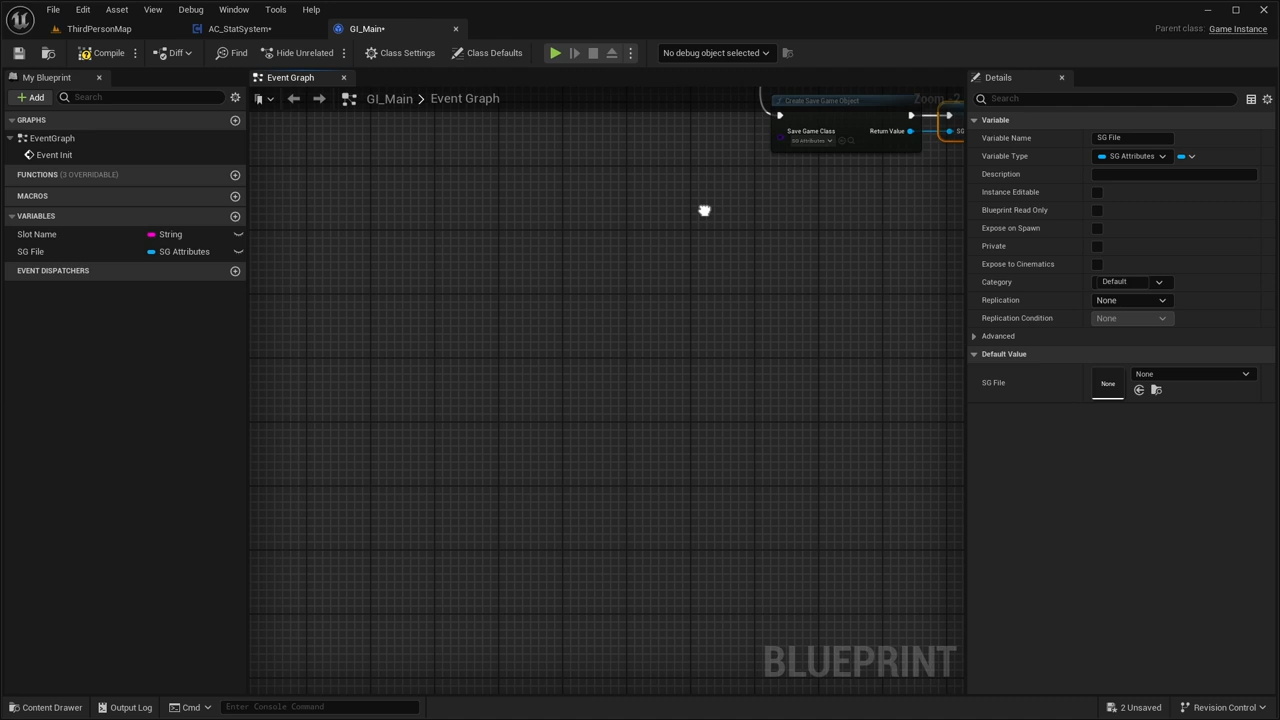 File Edit Asset View Debug Window Tools Help
ThirdPersonMap AC_StatSystem• GI_Main• Parent class: Game Instance
Compile Diff Find Hide Unrelated Class Settings Class Defaults No debug object selected
My Blueprint Event Graph Details
Add Search GI_Main > Event Graph Zoom -2 Search
GRAPHS
EventGraph
Event Init
FUNCTIONS (3 OVERRIDABLE)
MACROS
VARIABLES
Slot Name String
SG File SG Attributes
EVENT DISPATCHERS
Create Save Game Object
Save Game Class Return Value SG
SG Attributes
Variable
Variable Name SG File
Variable Type SG Attributes
Description
Instance Editable
Blueprint Read Only
Expose on Spawn
Private
Expose to Cinematics
Category Default
Replication None
Replication Condition None
Advanced
Default Value
SG File None None
BLUEPRINT
Content Drawer Output Log Cmd Enter Console Command 2 Unsaved Revision Control